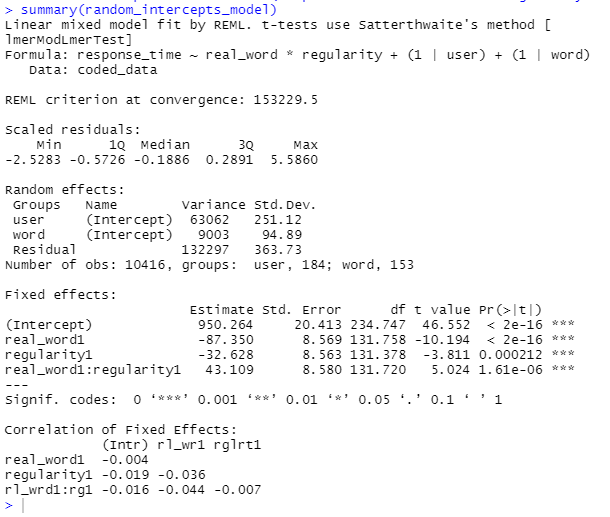 > summary(random_intercepts_model)
Linear mixed model fit by REML. t-tests use Satterthwaite's method [
lmerModLmerTest]
Formula: response_time ~ real_word * regularity + (1 | user) + (1 | word)
   Data: coded_data

REML criterion at convergence: 153229.5

Scaled residuals:
    Min      1Q  Median      3Q     Max
-2.5283 -0.5726 -0.1886  0.2891  5.5860

Random effects:
 Groups   Name        Variance Std.Dev.
 user     (Intercept)  63062   251.12
 word     (Intercept)   9003    94.89
 Residual             132297   363.73
Number of obs: 10416, groups:  user, 184; word, 153

Fixed effects:
                       Estimate Std. Error      df t value Pr(>|t|)
(Intercept)             950.264     20.413 234.747  46.552  < 2e-16 ***
real_word1              -87.350      8.569 131.758 -10.194  < 2e-16 ***
regularity1             -32.628      8.563 131.378  -3.811 0.000212 ***
real_word1:regularity1   43.109      8.580 131.720   5.024 1.61e-06 ***
---
Signif. codes:  0 ‘***’ 0.001 ‘**’ 0.01 ‘*’ 0.05 ‘.’ 0.1 ‘ ’ 1

Correlation of Fixed Effects:
            (Intr) rl_wr1 rglrt1
real_word1  -0.004
regularity1 -0.019 -0.036
rl_wrd1:rg1 -0.016 -0.044 -0.007
>